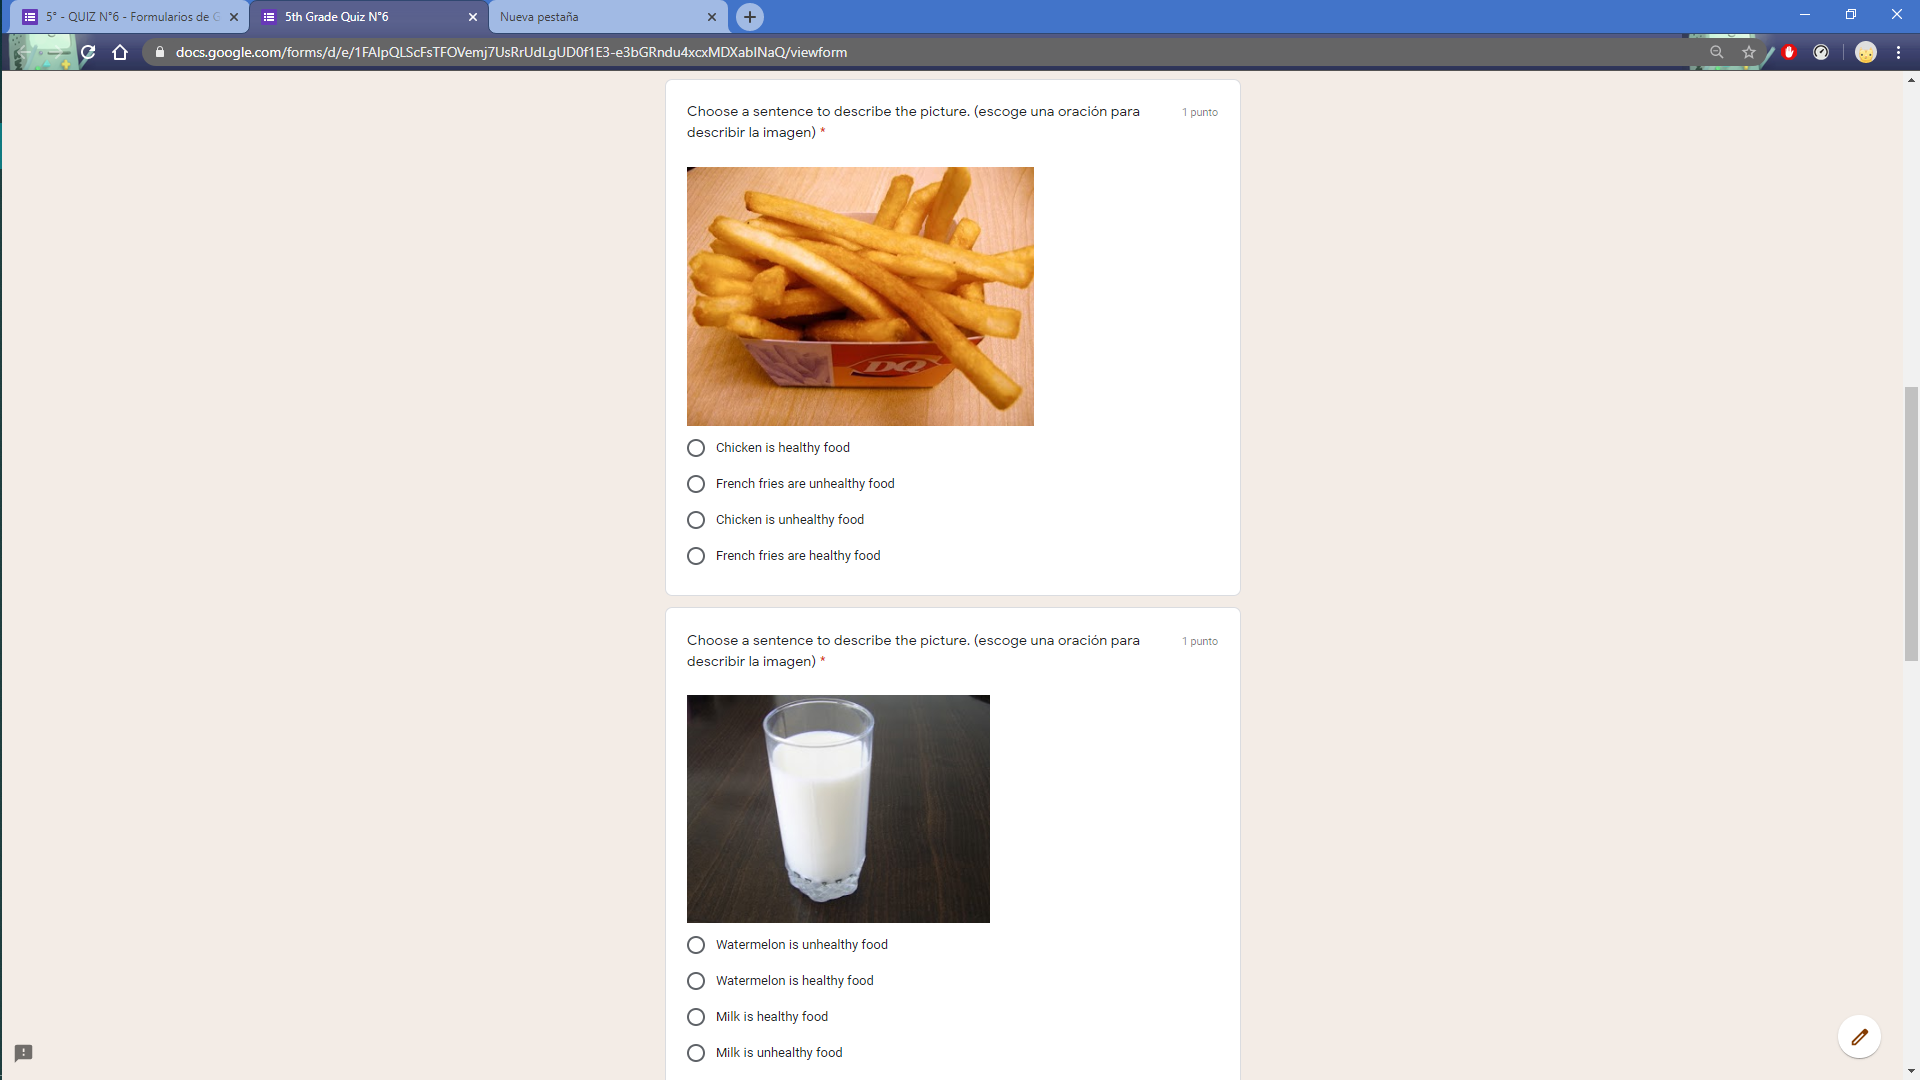 5° - QUIZ N°6 - Formularios de G
5th Grade Quiz N°6
Nueva pestaña
docs.google.com/forms/d/e/1FAIpQLScFsTFOVemj7UsRrUdLgUD0f1E3-e3bGRndu4xcxMDXabINaQ/viewform
Choose a sentence to describe the picture. (escoge una oración para
describir la imagen) *
1 punto
DQ
Chicken is healthy food
French fries are unhealthy food
Chicken is unhealthy food
French fries are healthy food
Choose a sentence to describe the picture. (escoge una oración para
describir la imagen) *
1 punto
Watermelon is unhealthy food
Watermelon is healthy food
Milk is healthy food
Milk is unhealthy food